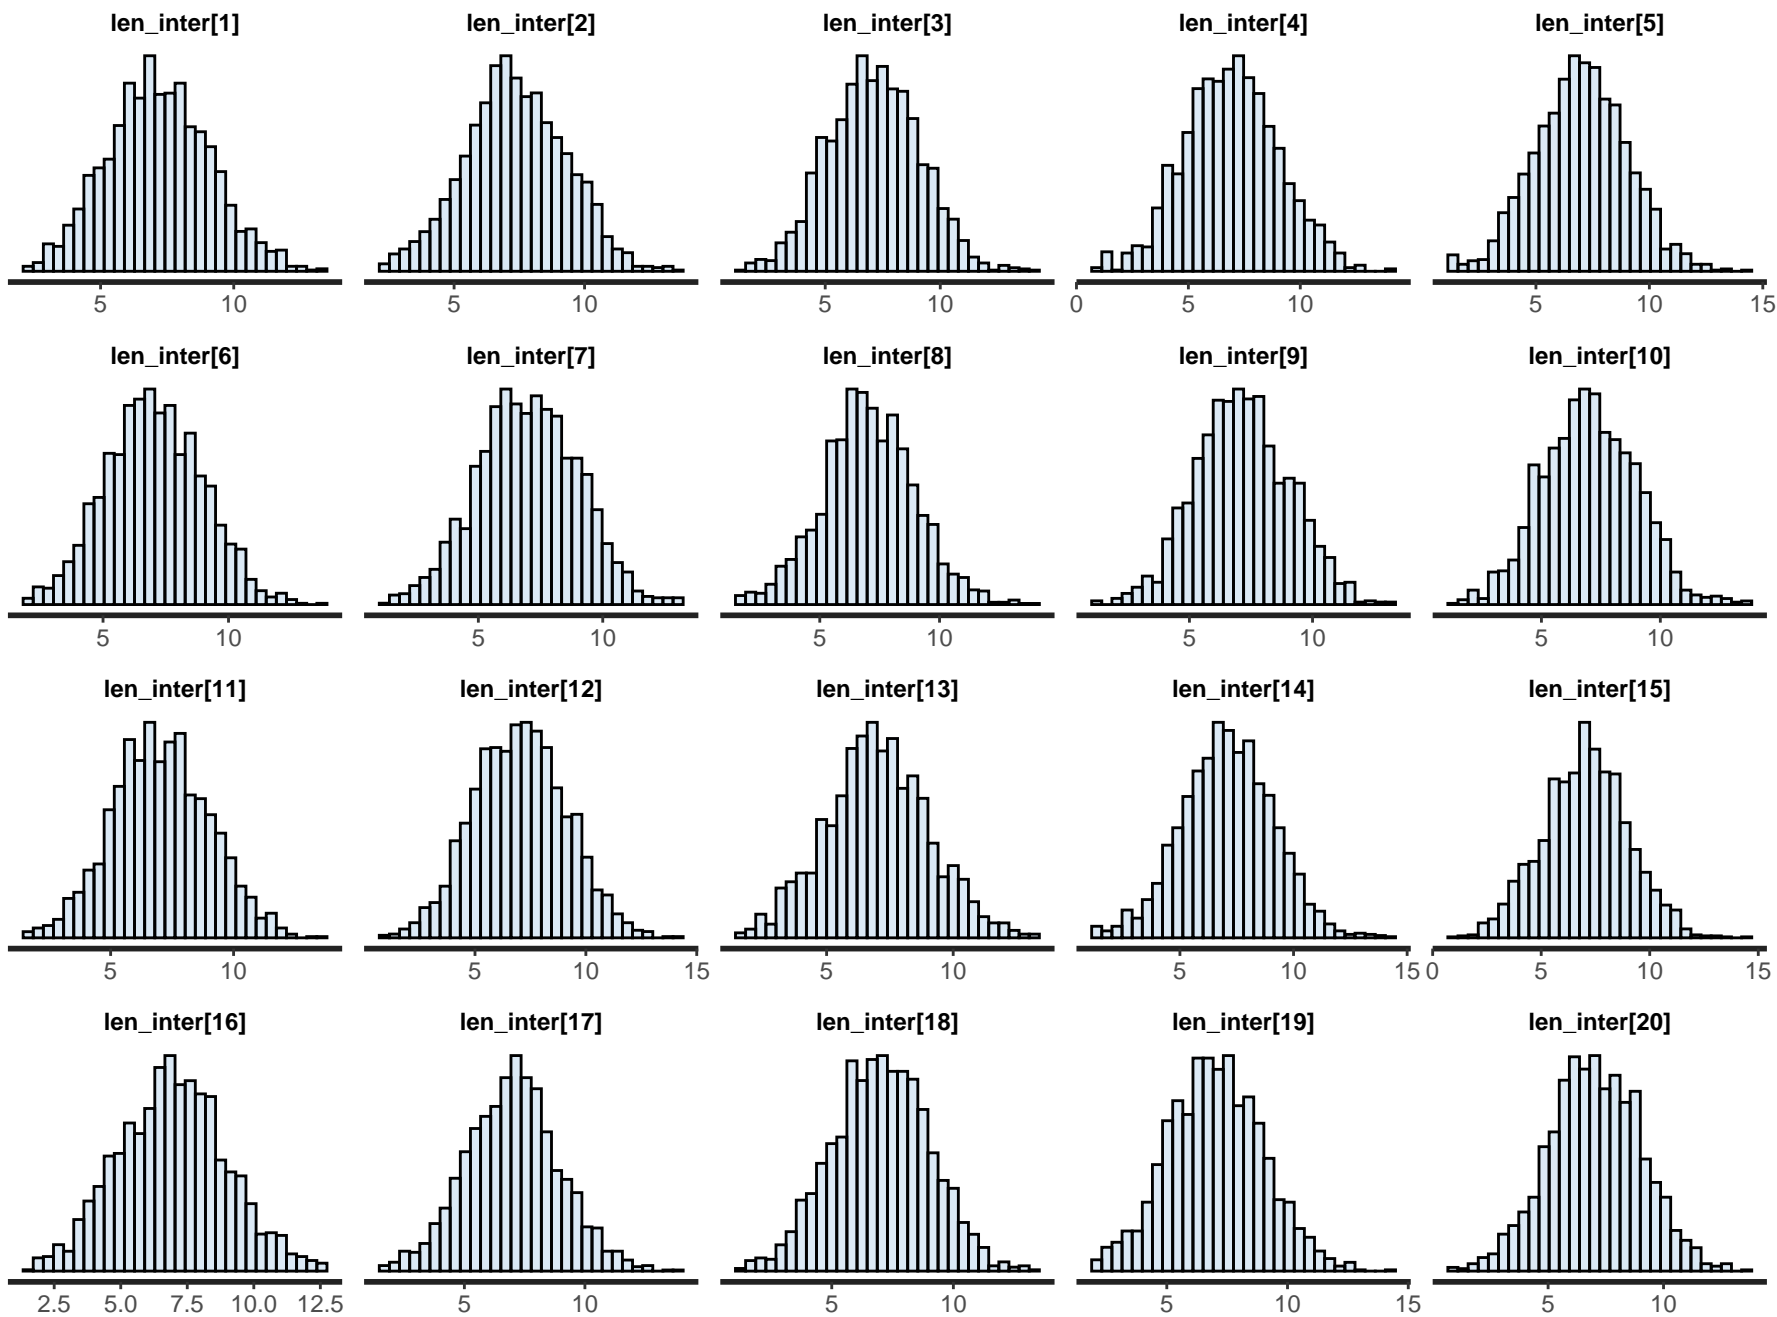 len_inter[1] len_inter[2] len_inter[3] len_inter[4] len_inter[5]
5 10 5 10 5 10 0 5 10 5 10 15
len_inter[6] len_inter[7] len_inter[8] len_inter[9] len_inter[10]
5 10 5 10 5 10 5 10 5 10
len_inter[11] len_inter[12] len_inter[13] len_inter[14] len_inter[15]
5 10 5 10 15 5 10 5 10 15 0 5 10 15
len_inter[16] len_inter[17] len_inter[18] len_inter[19] len_inter[20]
2.5 5.0 7.5 10.0 12.5 5 10 5 10 5 10 15 5 10